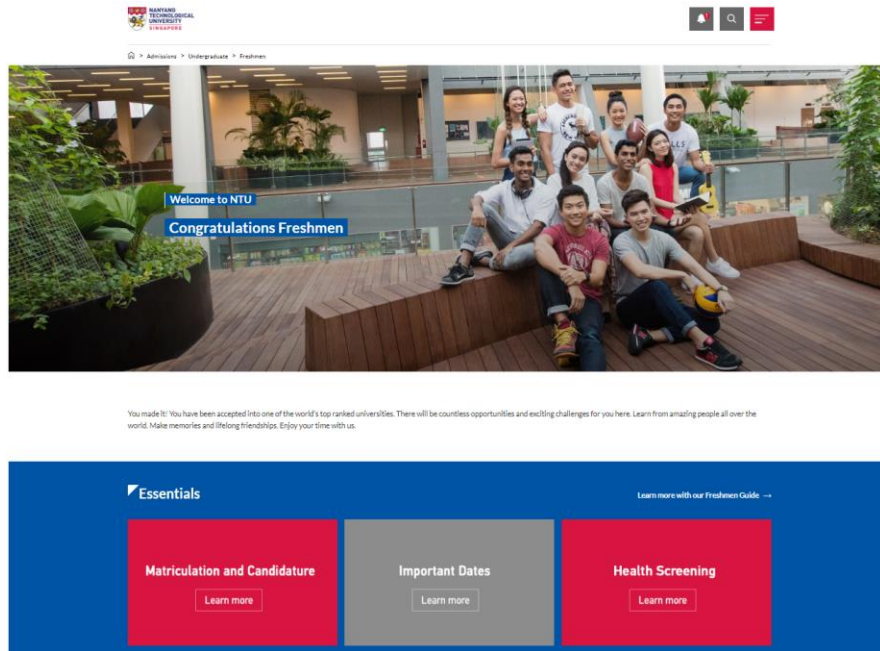 NANYANG
TECHNOLOGICAL
UNIVERSITY
SINGAPORE
> Admissions > Undergraduate > Freshmen
Welcome to NTU
Congratulations Freshmen
You made it! You have been accepted into one of the world's top ranked universities. There will be countless opportunities and exciting challenges for you here. Learn from amazing people all over the
world. Make memories and lifelong friendships. Enjoy your time with us.
Essentials
Learn more with our Freshmen Guide →
Matriculation and Candidature
Important Dates
Health Screening
Learn more
Learn more
Learn more